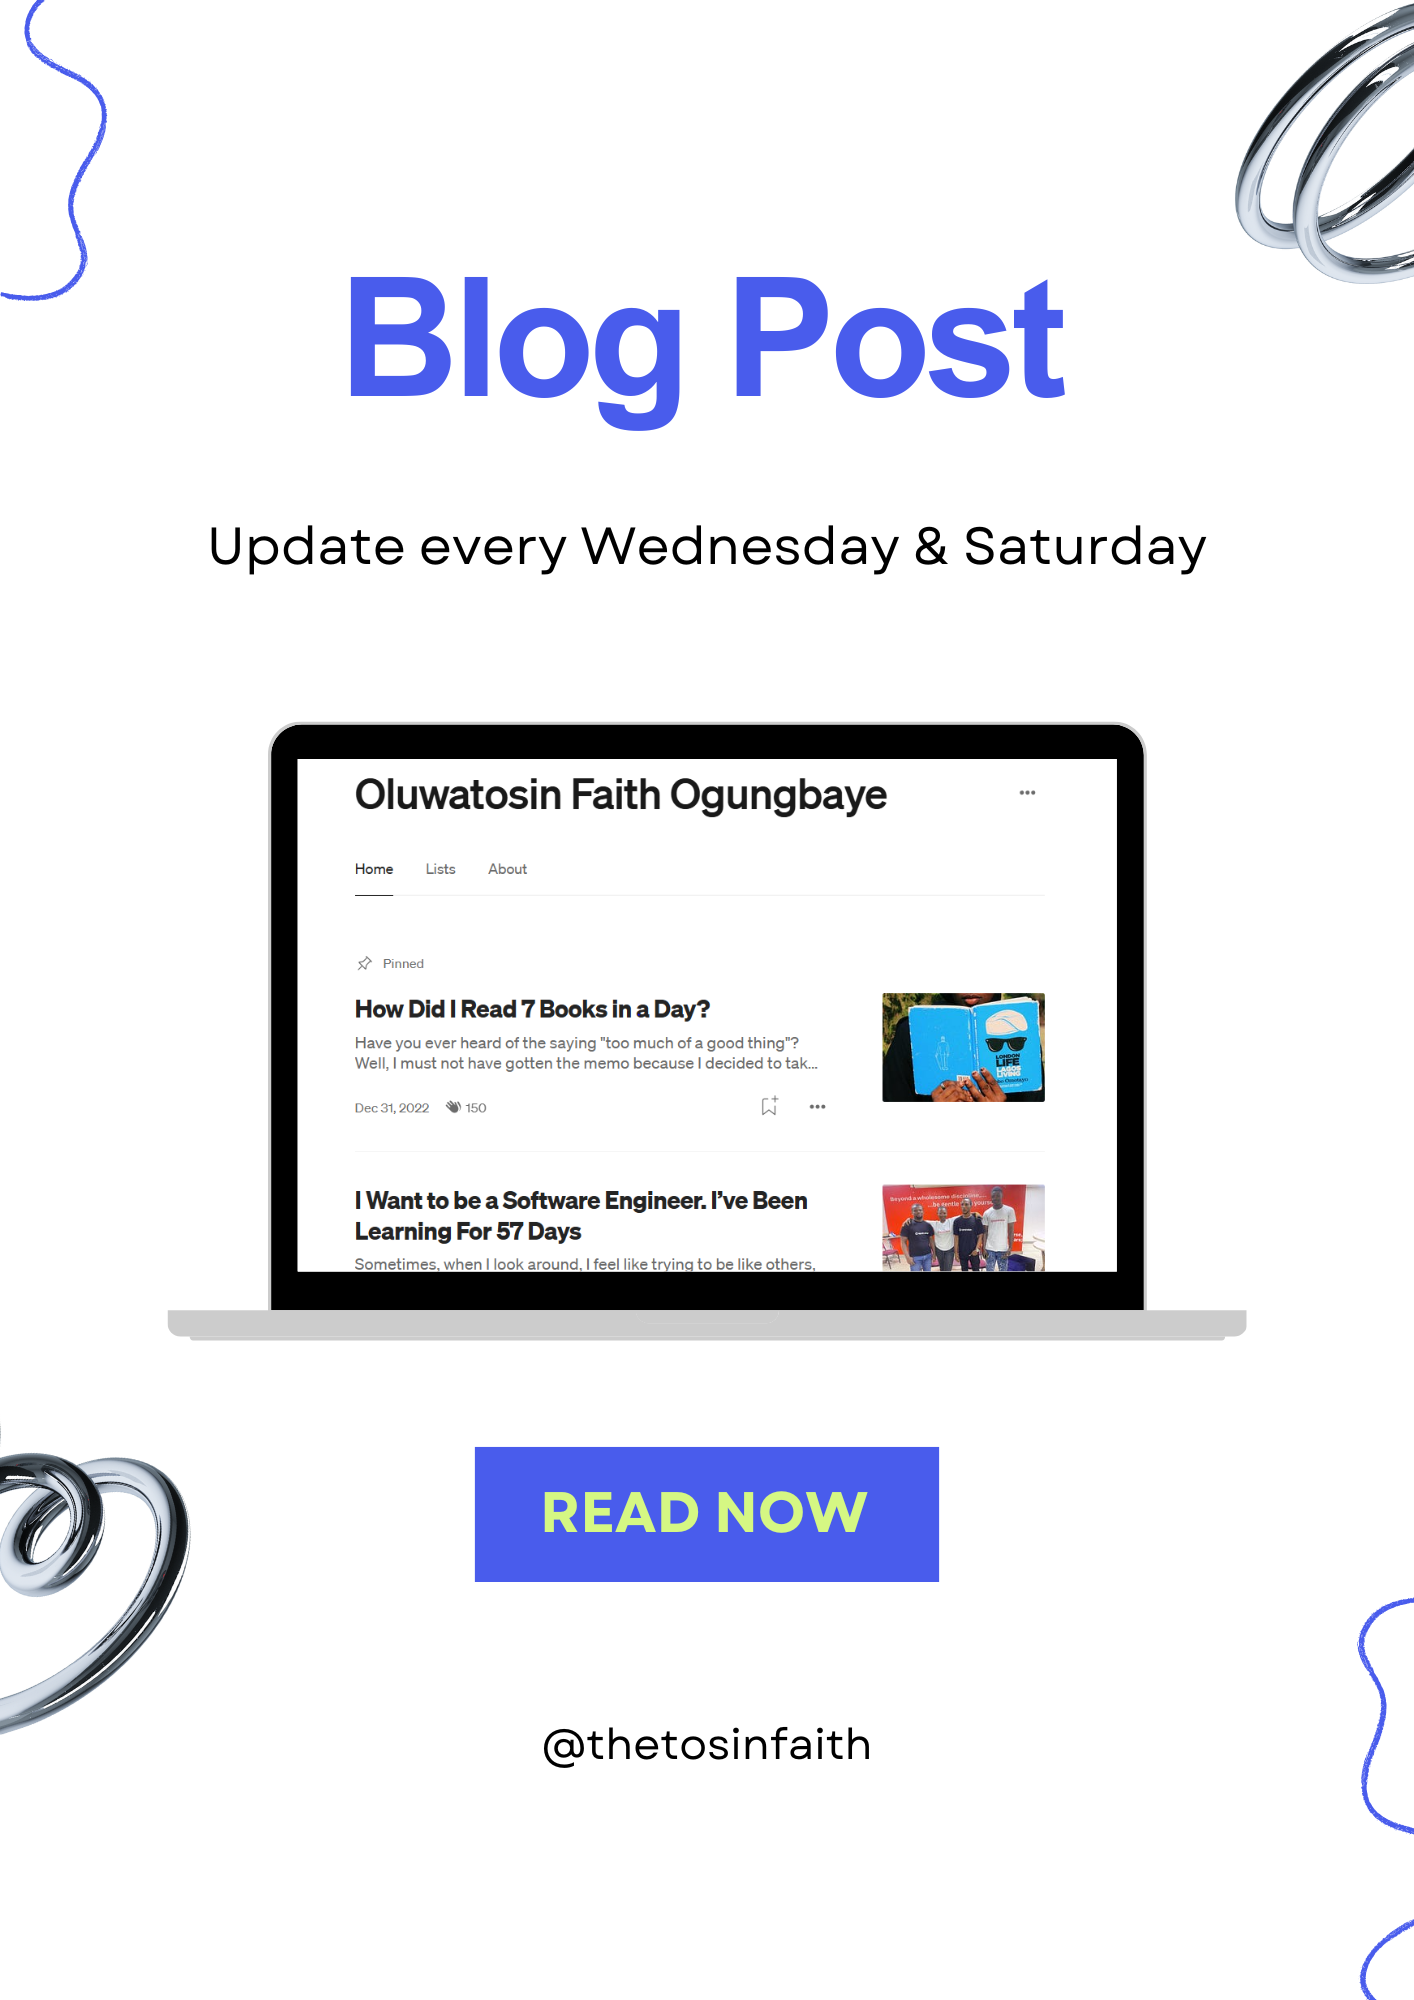 Blog Post
Update every Wednesday & Saturday
Oluwatosin Faith Ogungbaye
Home Lists About
Pinned
How Did I Read 7 Books in a Day?
Have you ever heard of the saying "too much of a good thing"?
Well, I must not have gotten the memo because I decided to tak...
Dec 31, 2022 150
LONDON
LIFE
LAGOS
LIVING
I Want to be a Software Engineer. I’ve Been
Learning For 57 Days
Sometimes, when I look around, I feel like trying to be like others,
Beyond a wholesome discipline,...
READ NOW
@thetosinfaith